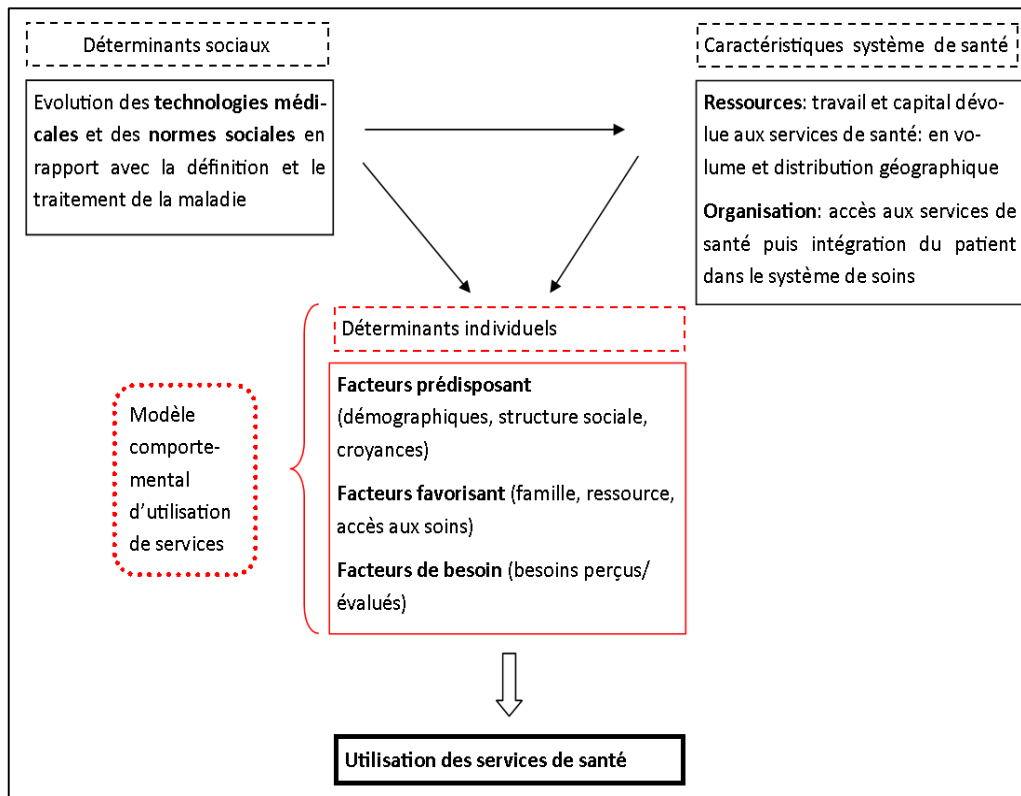 Déterminants sociaux
Evolution des technologies médi-
cales et des normes sociales en
rapport avec la définition et le
traitement de la maladie
Caractéristiques système de santé
Ressources: travail et capital dévo-
lue aux services de santé: en vo-
lume et distribution géographique
Organisation: accès aux services de
santé puis intégration du patient
dans le système de soins
Modèle
comporte-
mental
d’utilisation
de services
Déterminants individuels
Facteurs prédisposant
(démographiques, structure sociale,
croyances)
Facteurs favorisant (famille, ressource,
accès aux soins)
Facteurs de besoin (besoins perçus/
évalués)
Utilisation des services de santé